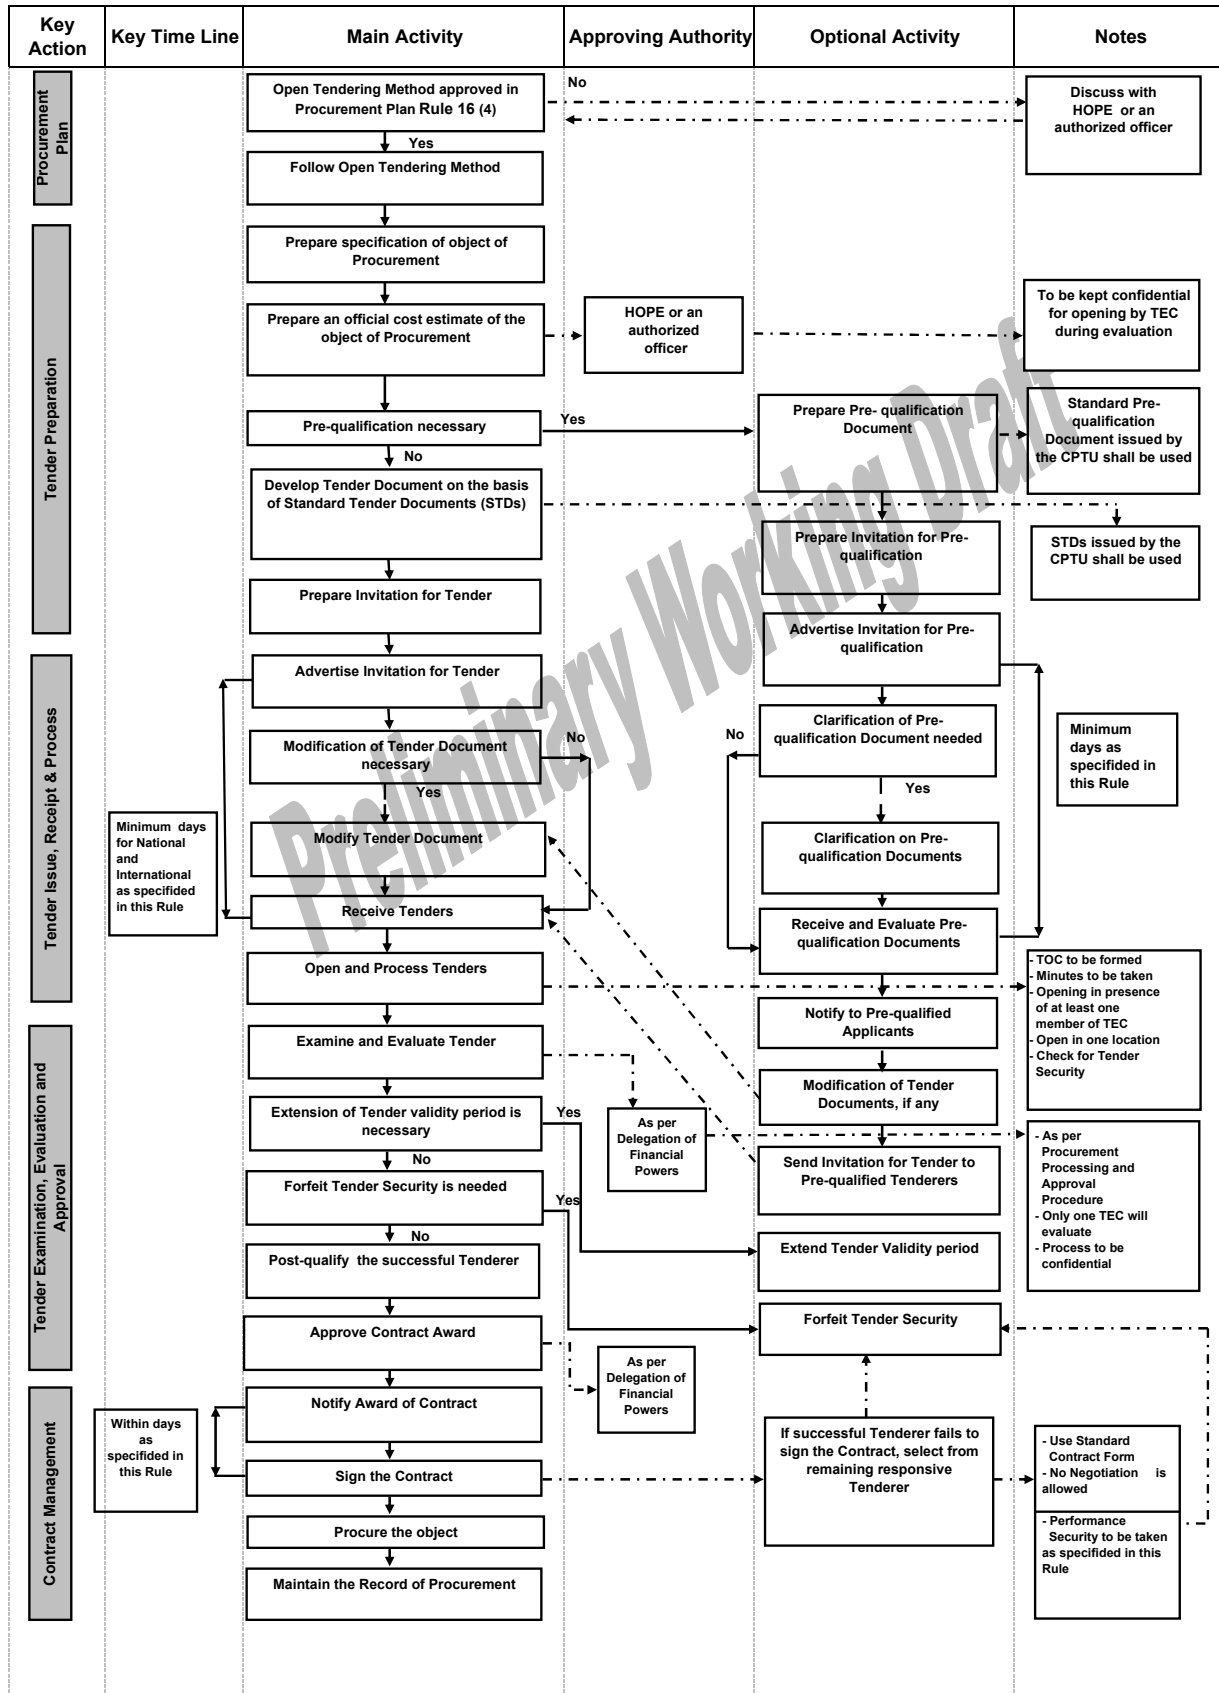 Key
Action
Key Time Line
Main Activity
Approving Authority
Optional Activity
Notes
Procurement
Plan
Open Tendering Method approved in
Procurement Plan Rule 16 (4)
No
Discuss with
HOPE or an
authorized officer
Yes
Follow Open Tendering Method
Tender Preparation
Prepare specification of object of
Procurement
Prepare an official cost estimate of the
object of Procurement
HOPE or an
authorized
officer
To be kept confidential
for opening by TEC
during evaluation
Pre-qualification necessary
Yes
Prepare Pre- qualification
Document
Standard Pre-
qualification
Document issued by
the CPTU shall be used
No
Develop Tender Document on the basis
of Standard Tender Documents (STDs)
Prepare Invitation for Pre-
qualification
STDs issued by the
CPTU shall be used
Prepare Invitation for Tender
Advertise Invitation for Pre-
qualification
Tender Issue, Receipt & Process
Advertise Invitation for Tender
Clarification of Pre-
qualification Document needed
No
Minimum
days as
specifided in
this Rule
Modification of Tender Document
necessary
No
Yes
Yes
Minimum days
for National
and
International
as specifided
in this Rule
Modify Tender Document
Clarification on Pre-
qualification Documents
Receive Tenders
Receive and Evaluate Pre-
qualification Documents
Open and Process Tenders
- TOC to be formed
- Minutes to be taken
- Opening in presence
of at least one
member of TEC
- Open in one location
- Check for Tender
Security
Notify to Pre-qualified
Applicants
Tender Examination, Evaluation and
Approval
Examine and Evaluate Tender
Modification of Tender
Documents, if any
Extension of Tender validity period is
necessary
Yes
As per
Delegation of
Financial
Powers
- As per
Procurement
Processing and
Approval
Procedure
- Only one TEC will
evaluate
- Process to be
confidential
No
Send Invitation for Tender to
Pre-qualified Tenderers
Forfeit Tender Security is needed
Yes
No
Extend Tender Validity period
Post-qualify the successful Tenderer
Forfeit Tender Security
Approve Contract Award
As per
Delegation of
Financial
Powers
Contract Management
Notify Award of Contract
Within days
as
specifided in
this Rule
If successful Tenderer fails to
sign the Contract, select from
remaining responsive
Tenderer
Sign the Contract
- Use Standard
Contract Form
- No Negotiation is
allowed
- Performance
Security to be taken
as specifided in this
Rule
Procure the object
Maintain the Record of Procurement
Preliminary Working Draft